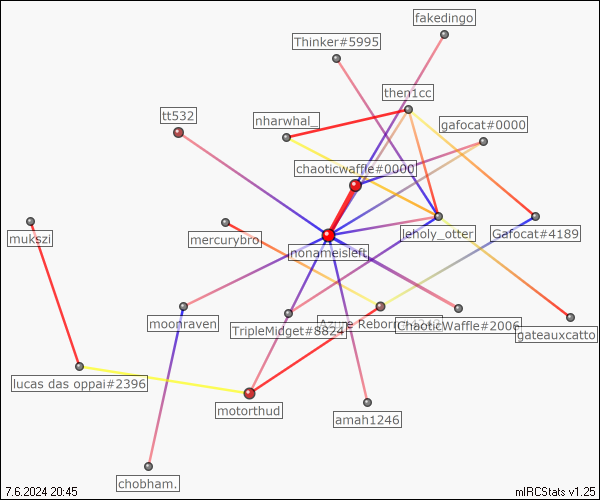 fakedingo
Thinker#5995
then1cc
tt532
nharwhal_
gafocat#0000
chaoticwaffle#0000
mukszi
mercurybro
nonameisleft
leholy_otter
Gafocat#4189
moonraven
TripleMidget#8824
Azure Reborn
ChaoticWaffle#2006
gateauxcatto
lucas das oppai#2396
motorthud
amah1246
chobham.
7.6.2024 20:45
mIRCStats v1.25